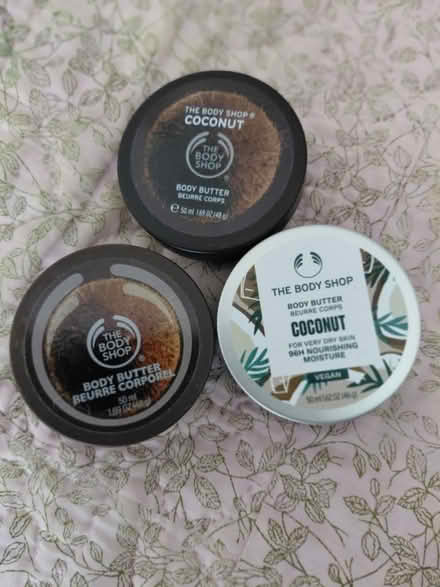 THE BODY SHOP®
COCONUT
THE
BODY
SHOP
®
BODY BUTTER
BEURRE CORPS
℮ 50 ml 1.69 OZ (48 g)
THE
BODY
SHOP
®
BODY BUTTER
BEURRE CORPOREL
50 ml
THE BODY SHOP
BODY BUTTER
BEURRE CORPS
COCONUT
FOR VERY DRY SKIN
96H NOURISHING
MOISTURE
VEGAN